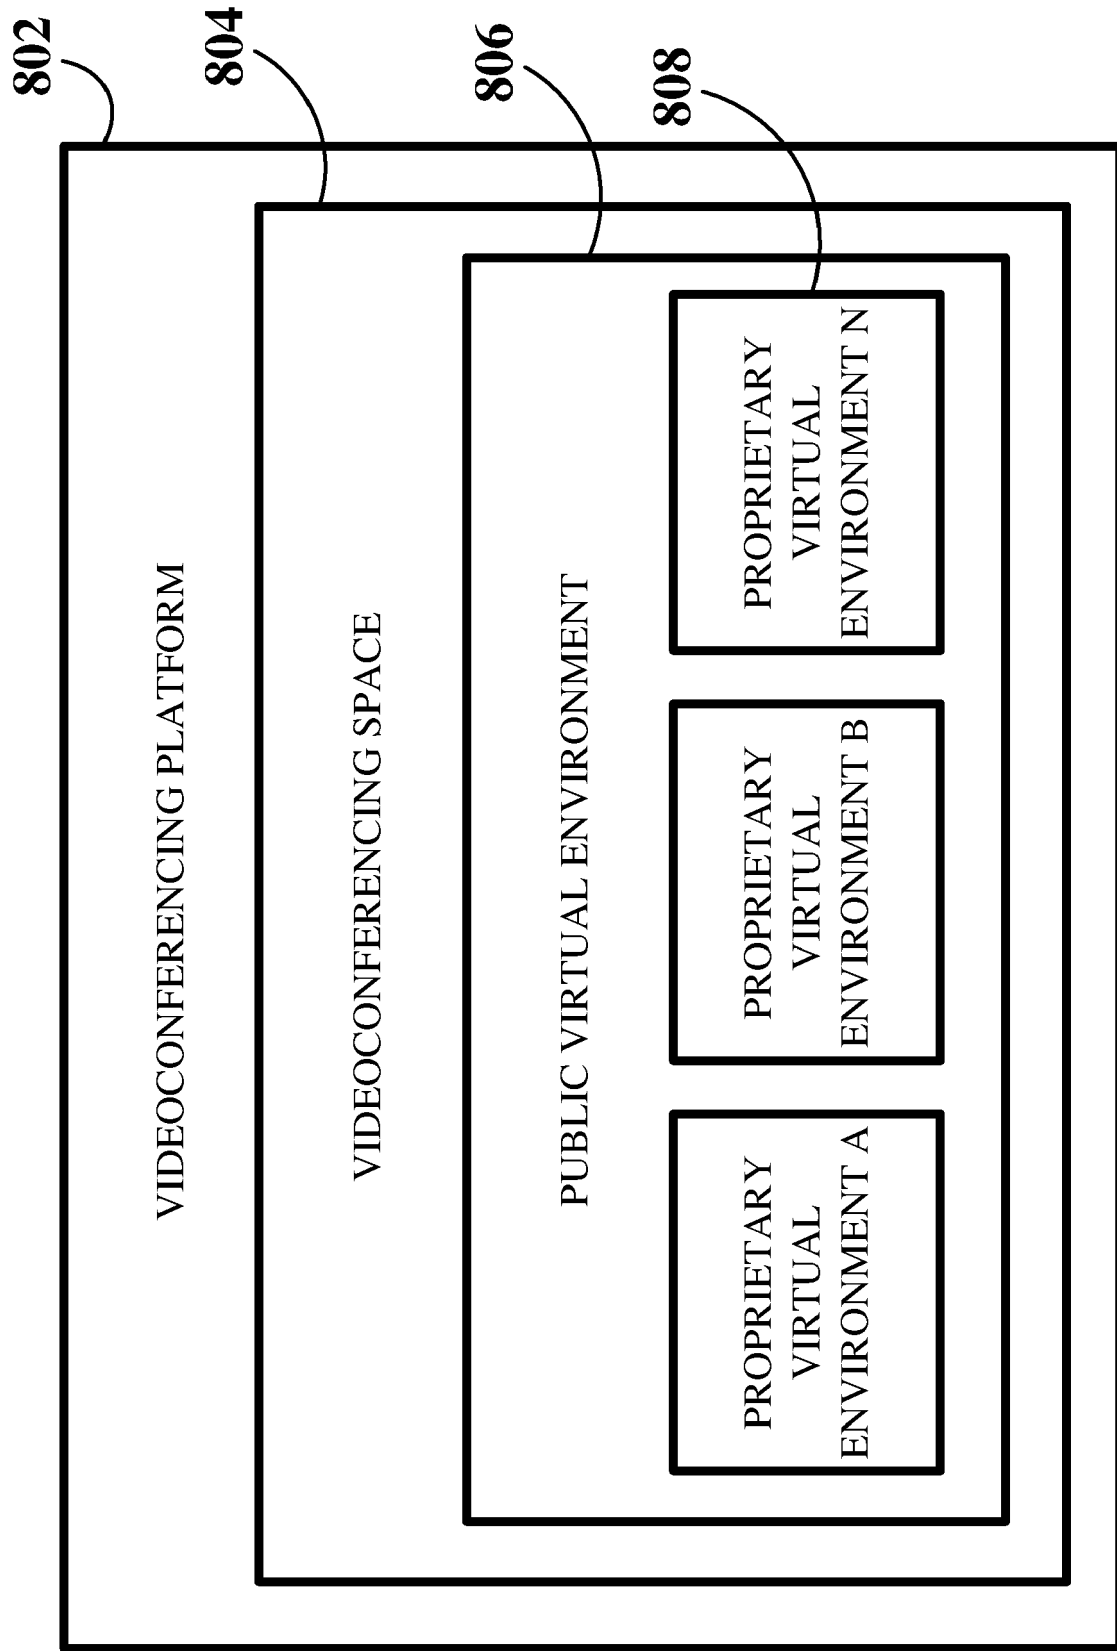 802
804
806
808
VIDEOCONFERENCING PLATFORM
VIDEOCONFERENCING SPACE
PUBLIC VIRTUAL ENVIRONMENT
PROPRIETARY
VIRTUAL
ENVIRONMENT A
PROPRIETARY
VIRTUAL
ENVIRONMENT B
PROPRIETARY
VIRTUAL
ENVIRONMENT N